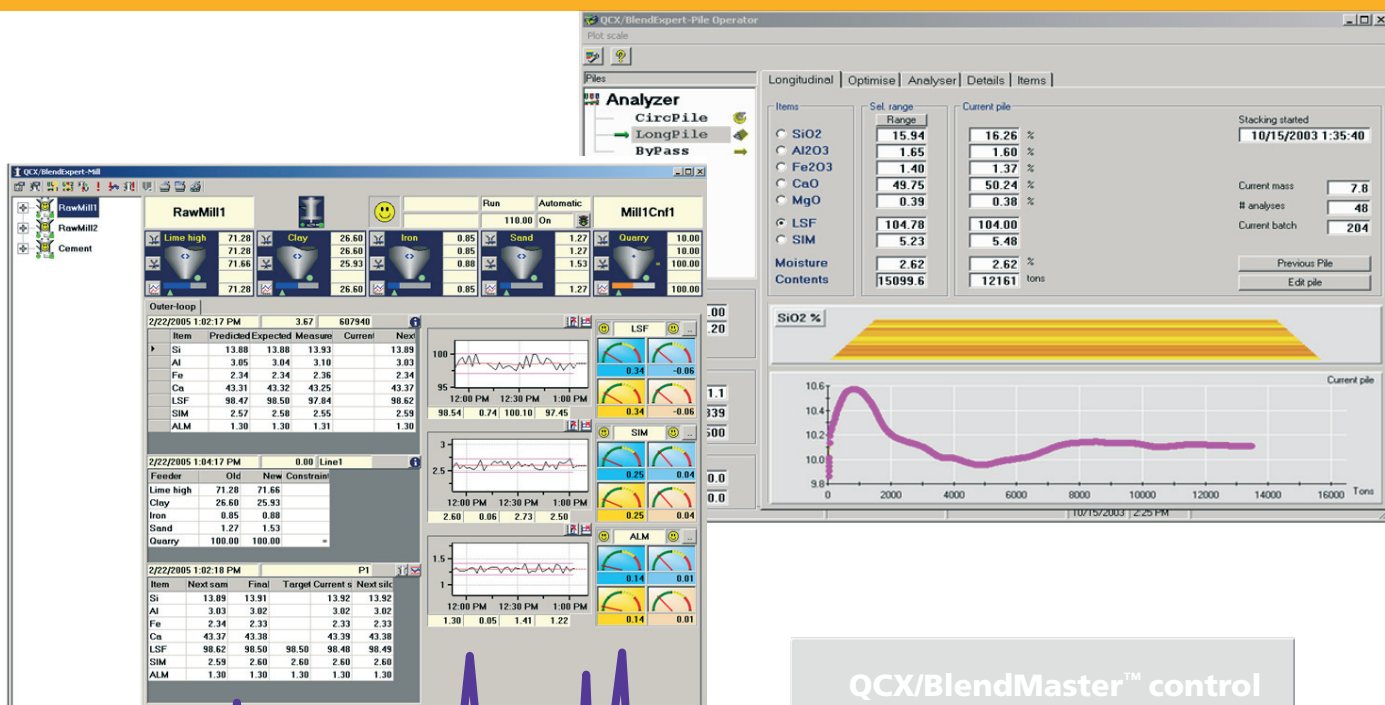 QCX/BlendExpert-Pile Operator
Plot scale
Piles
Analyzer
CircPile
LongPile
ByPass
Longitudinal Optimise Analyser Details Items
Items Sel. range Current pile
Range
SiO2 15.94 16.26 %
Al2O3 1.65 1.60 %
Fe2O3 1.40 1.37 %
CaO 49.75 50.24 %
MgO 0.39 0.38 %
LSF 104.78 104.00
SIM 5.23 5.48
Moisture 2.62 2.62 %
Contents 15099.6 12161 tons
Stacking started
10/15/2003 1:35:40
Current mass 7.8
# analyses 48
Current batch 204
Previous Pile
Edit pile
.00
.20
1.1
339
500
0.0
0.0
SiO2 %
Current pile
10.6
10.4
10.2
10.0
9.8
0 2000 4000 6000 8000 10000 12000 14000 16000 Tons
10/15/2003 2:25 PM
QCX/BlendExpert-Mill
RawMill1
RawMill2
Cement
RawMill1
Run Automatic
110.00 On
Mill1Cnf1
Lime high 71.28 Clay 26.60 Iron 0.85 Sand 1.27 Quarry 10.00
71.28 26.60 0.85 1.27 10.00
71.66 25.93 0.88 1.53 = 100.00
71.28 26.60 0.85 1.27 100.00
Outer-loop
2/22/2005 1:02:17 PM 3.67 607940
Item Predicted Expected Measure Current Next
Si 13.88 13.88 13.93 13.89
Al 3.05 3.04 3.10 3.03
Fe 2.34 2.34 2.36 2.34
Ca 43.31 43.32 43.25 43.37
LSF 98.47 98.50 97.84 98.62
SIM 2.57 2.58 2.55 2.59
ALM 1.30 1.30 1.31 1.30
2/22/2005 1:04:17 PM 0.00 Line1
Feeder Old New Constraint
Lime high 71.28 71.66
Clay 26.60 25.93
Iron 0.85 0.88
Sand 1.27 1.53
Quarry 100.00 100.00 =
2/22/2005 1:02:18 PM P1
Item Next sam Final Target Current s Next silo
Si 13.89 13.91 13.92 13.92
Al 3.03 3.02 3.02 3.02
Fe 2.34 2.33 2.33 2.33
Ca 43.37 43.38 43.39 43.38
LSF 98.62 98.50 98.50 98.48 98.49
SIM 2.59 2.60 2.60 2.60 2.60
ALM 1.30 1.30 1.30 1.30 1.30
100
95
12:00 PM 12:30 PM 1:00 PM
98.54 0.74 100.10 97.45
LSF ..
0.34 -0.06
0.34 -0.06
3
2.5
12:00 PM 12:30 PM 1:00 PM
2.60 0.06 2.73 2.50
SIM ..
0.25 0.04
0.25 0.04
1.5
1
12:00 PM 12:30 PM 1:00 PM
1.30 0.05 1.41 1.22
ALM ..
0.14 0.01
0.14 0.01
QCX/BlendMaster™ control